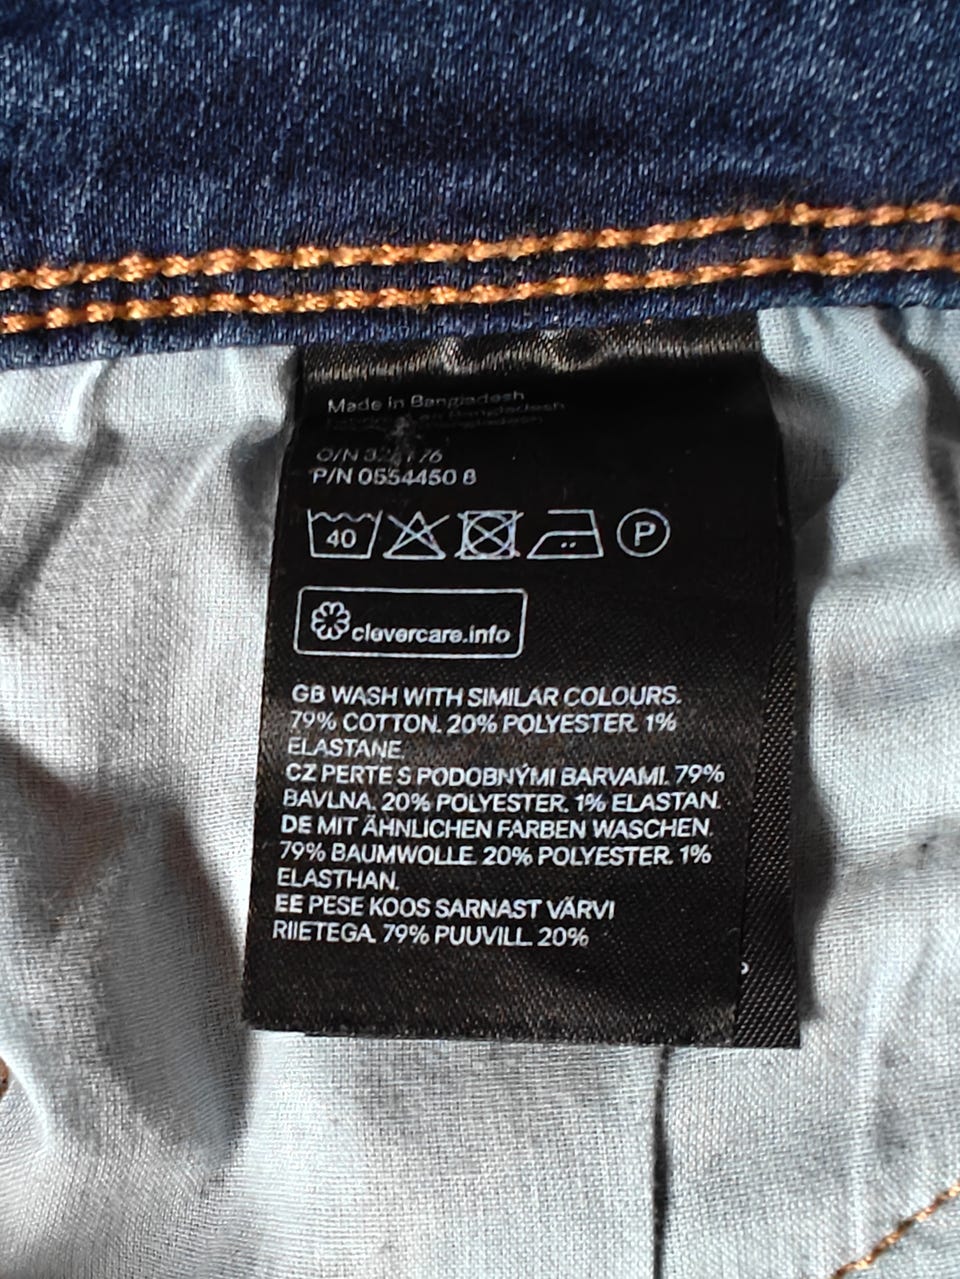 Made in Bangladesh
Bangladesh
O/N
P/N 0554450 8
40
P
clevercare.info
GB WASH WITH SIMILAR COLOURS.
79% COTTON. 20% POLYESTER. 1%
ELASTANE.
CZ PERTE S PODOBNÝMI BARVAMI. 79%
BAVLNA. 20% POLYESTER. 1% ELASTAN.
DE MIT ÄHNLICHEN FARBEN WASCHEN.
79% BAUMWOLLE. 20% POLYESTER. 1%
ELASTHAN.
EE PESE KOOS SARNAST VÄRVI
RIIETEGA. 79% PUUVILL. 20%